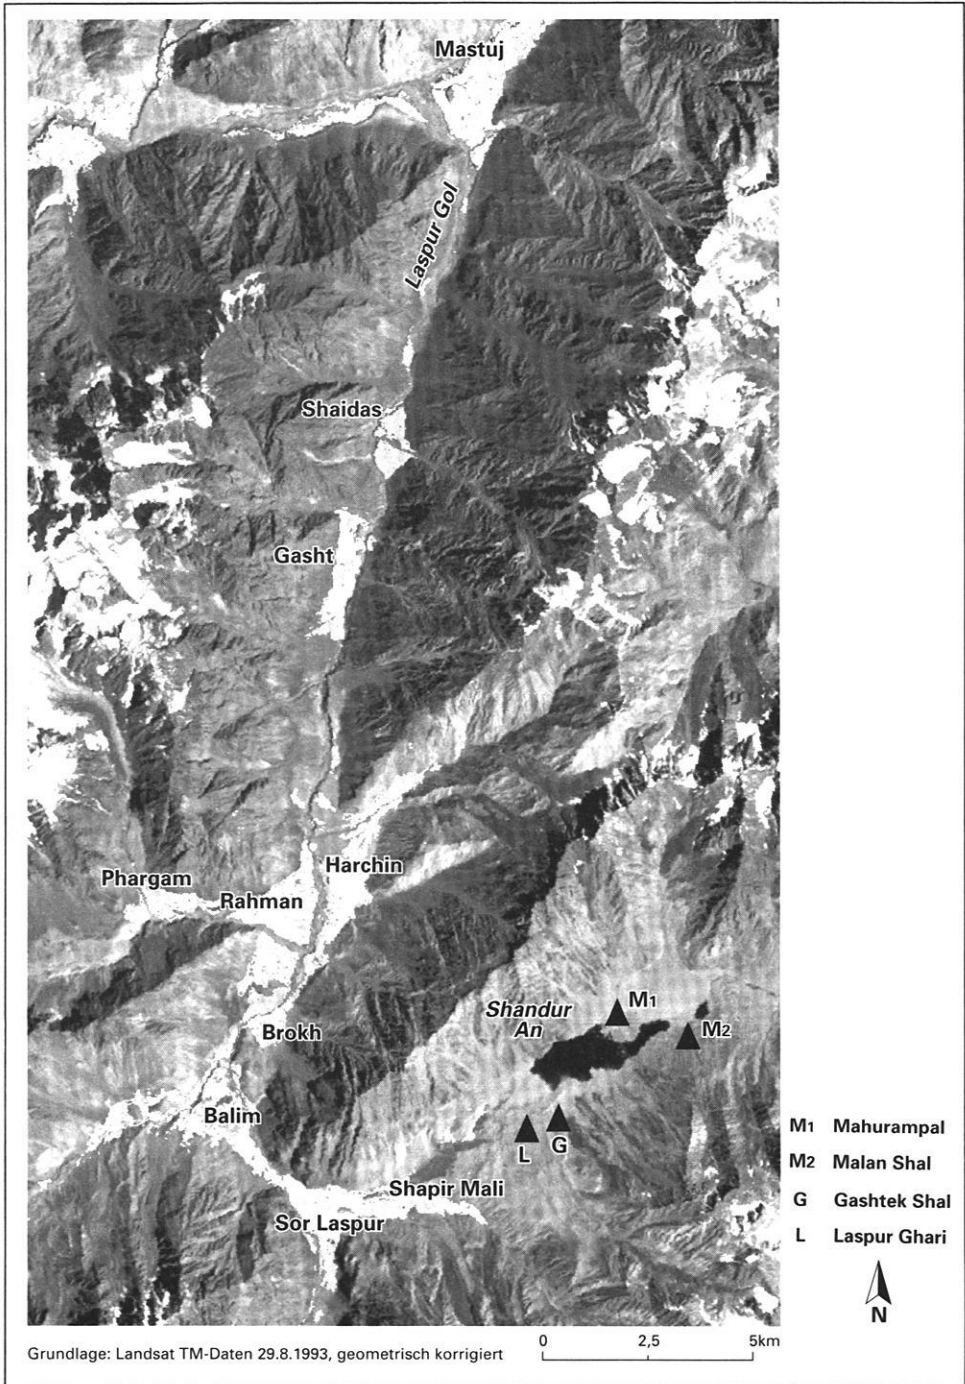 Mastuj
Laspur Gol
Shaidas
Gasht
Harchin
Phargam
Rahman
Shandur
An
M1
M2
Brokh
Balim
L
G
Shapir Mali
Sor Laspur
M1 Mahurampal
M2 Malan Shal
G Gashtek Shal
L Laspur Ghari
N
Grundlage: Landsat TM-Daten 29.8.1993, geometrisch korrigiert
0 2,5 5km